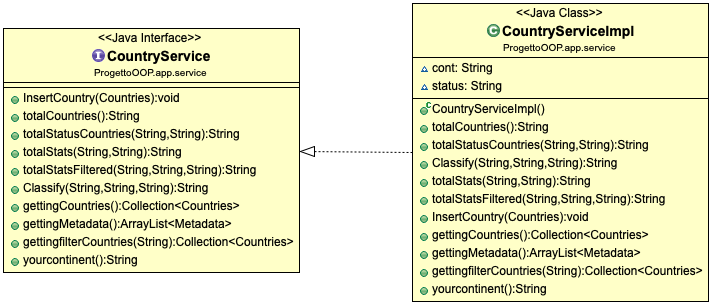 <<Java Interface>>
I CountryService
ProgettoOOP.app.service
InsertCountry(Countries):void
totalCountries():String
totalStatusCountries(String,String):String
totalStats(String,String):String
totalStatsFiltered(String,String,String):String
Classify(String,String,String):String
gettingCountries():Collection<Countries>
gettingMetadata():ArrayList<Metadata>
gettingfilterCountries(String):Collection<Countries>
yourcontinent():String
<<Java Class>>
C CountryServiceImpl
ProgettoOOP.app.service
cont: String
status: String
C CountryServiceImpl()
totalCountries():String
totalStatusCountries(String,String):String
Classify(String,String,String):String
totalStats(String,String):String
totalStatsFiltered(String,String,String):String
InsertCountry(Countries):void
gettingCountries():Collection<Countries>
gettingMetadata():ArrayList<Metadata>
gettingfilterCountries(String):Collection<Countries>
yourcontinent():String